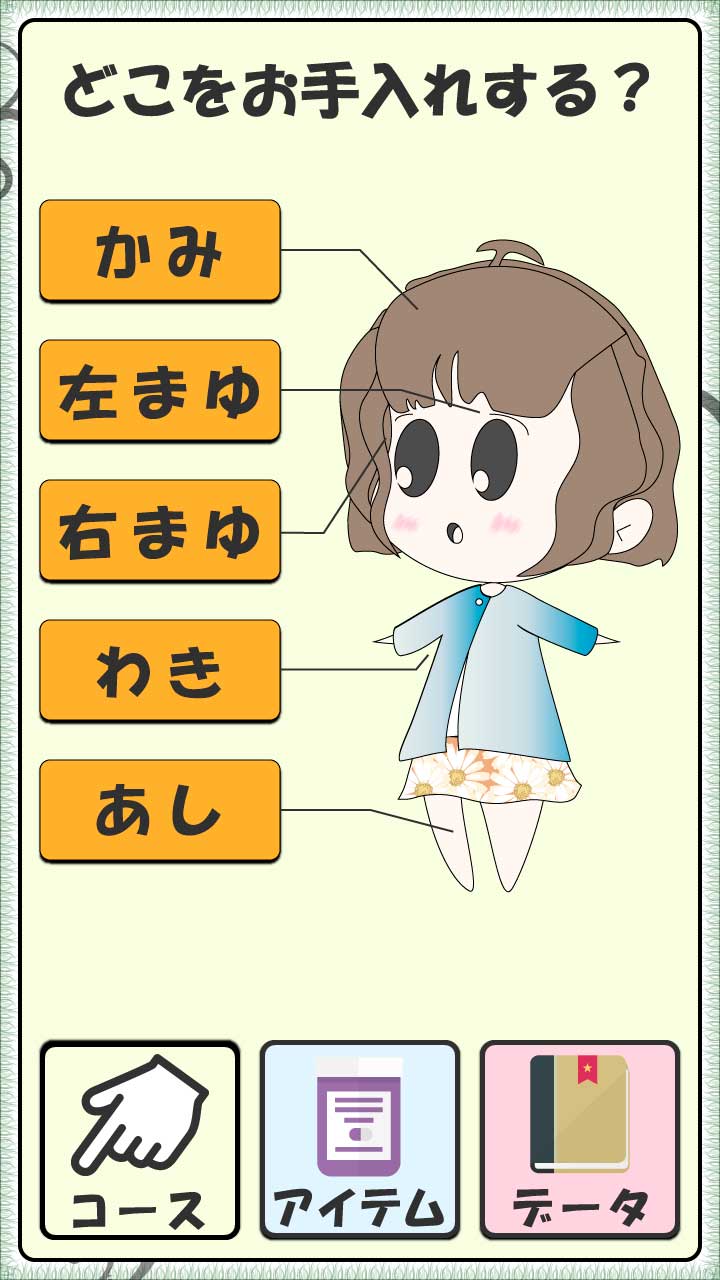 どこをお手入れする？
かみ
左まゆ
右まゆ
わき
あし
コース
アイテム
データ